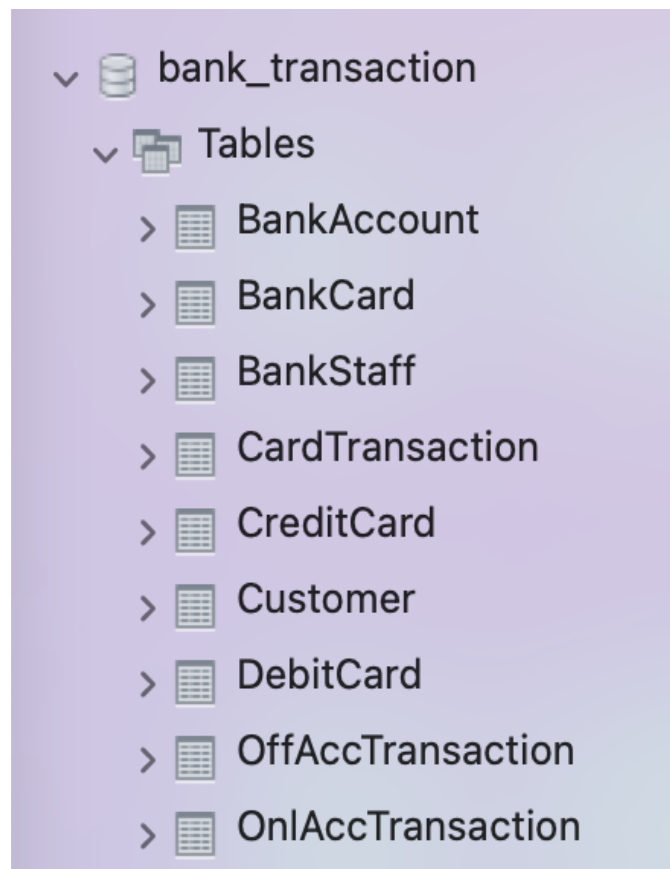 bank_transaction
Tables
BankAccount
BankCard
BankStaff
CardTransaction
CreditCard
Customer
DebitCard
OffAccTransaction
OnlAccTransaction